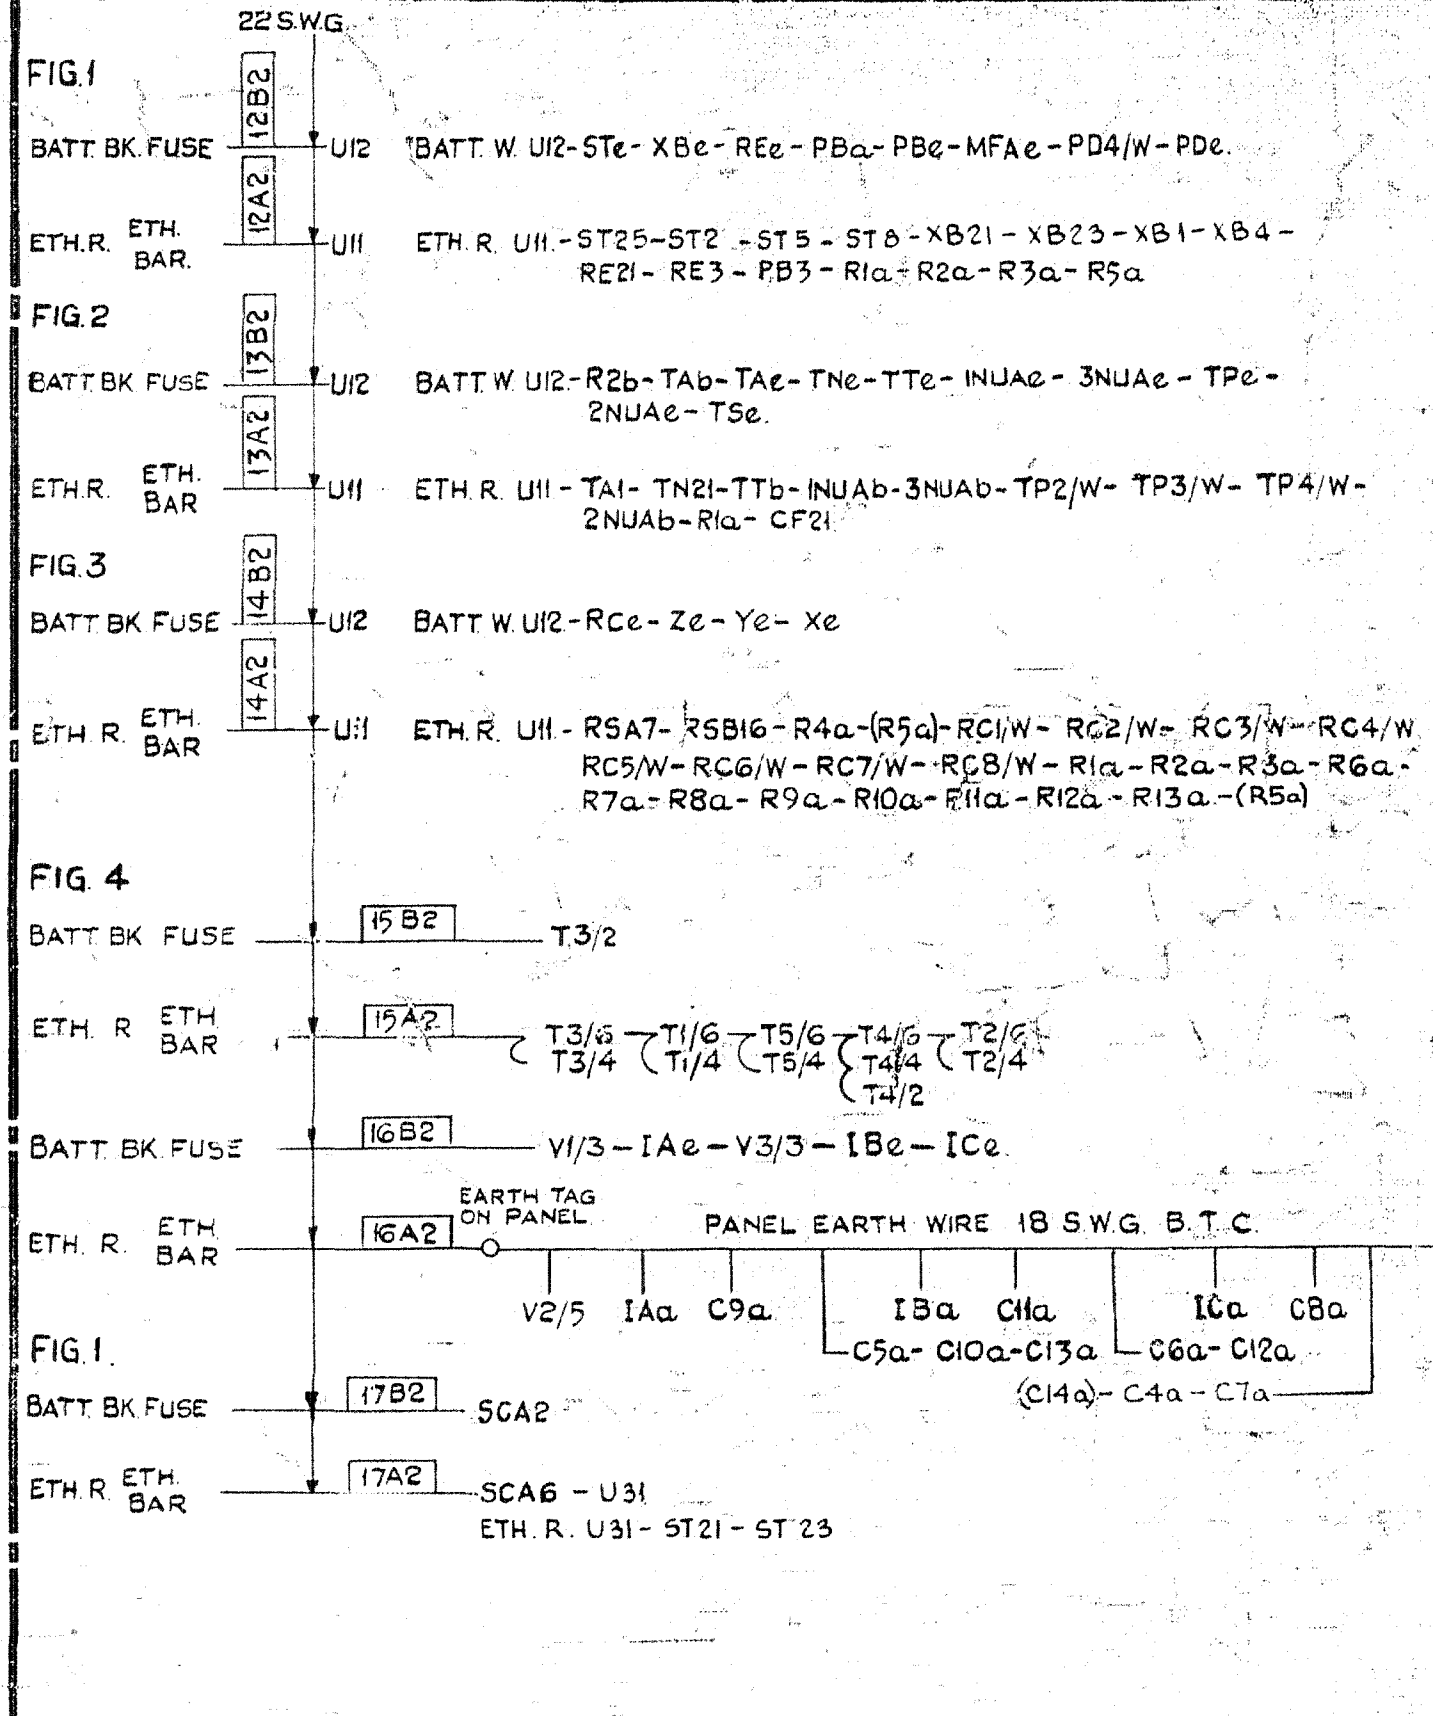 22 S.W.G.
FIG.1
12B2
BATT. BK. FUSE U12 BATT. W. U12-STe-XBe-REe-PBa-PBe-MFAe-PD4/W-PDe.
12A2
ETH.R. ETH. BAR. U11 ETH. R. U11.-ST25-ST2-ST5-ST8-XB21-XB23-XB1-XB4-
RE21-RE3-PB3-R1a-R2a-R3a-R5a
FIG.2
13B2
BATT. BK FUSE U12 BATT. W. U12-R2b-TAb-TAe-TNe-TTe-1NUAe-3NUAe-TPe-
2NUAe-TSe.
13A2
ETH.R. ETH. BAR U11 ETH. R. U11-TA1-TN21-TTb-1NUAb-3NUAb-TP2/W-TP3/W-TP4/W-
2NUAb-R1a-CF21
FIG.3
14B2
BATT. BK. FUSE U12 BATT. W. U12-RCe-Ze-Ye-Xe
14A2
ETH. R. ETH. BAR U11 ETH. R. U11.-RSA7-RSB16-R4a-(R5a)-RC1/W-RC2/W-RC3/W-RC4/W
RC5/W-RC6/W-RC7/W-RC8/W-R1a-R2a-R3a-R6a-
R7a-R8a-R9a-R10a-R11a-R12a-R13a-(R5a)
FIG. 4
BATT. BK FUSE 15B2 T.3/2
ETH. R ETH BAR 15A2 T3/6 T1/6 T5/6 T4/6 T2/6
T3/4 T1/4 T5/4 T4/4 T2/4
T4/2
BATT. BK. FUSE 16B2 V1/3-IAe-V3/3-IBe-ICe.
EARTH TAG
ON PANEL.
ETH. R. ETH BAR 16A2 PANEL EARTH WIRE 18 S.W.G. B.T.C.
V2/5 IAa C9a IBa C11a ICa C8a
C5a-C10a-C13a C6a-C12a
(C14a)-C4a-C7a
FIG.1.
BATT. BK. FUSE 17B2 SCA2
ETH. R. ETH. BAR 17A2 SCA6-U31
ETH. R. U31-ST21-ST23